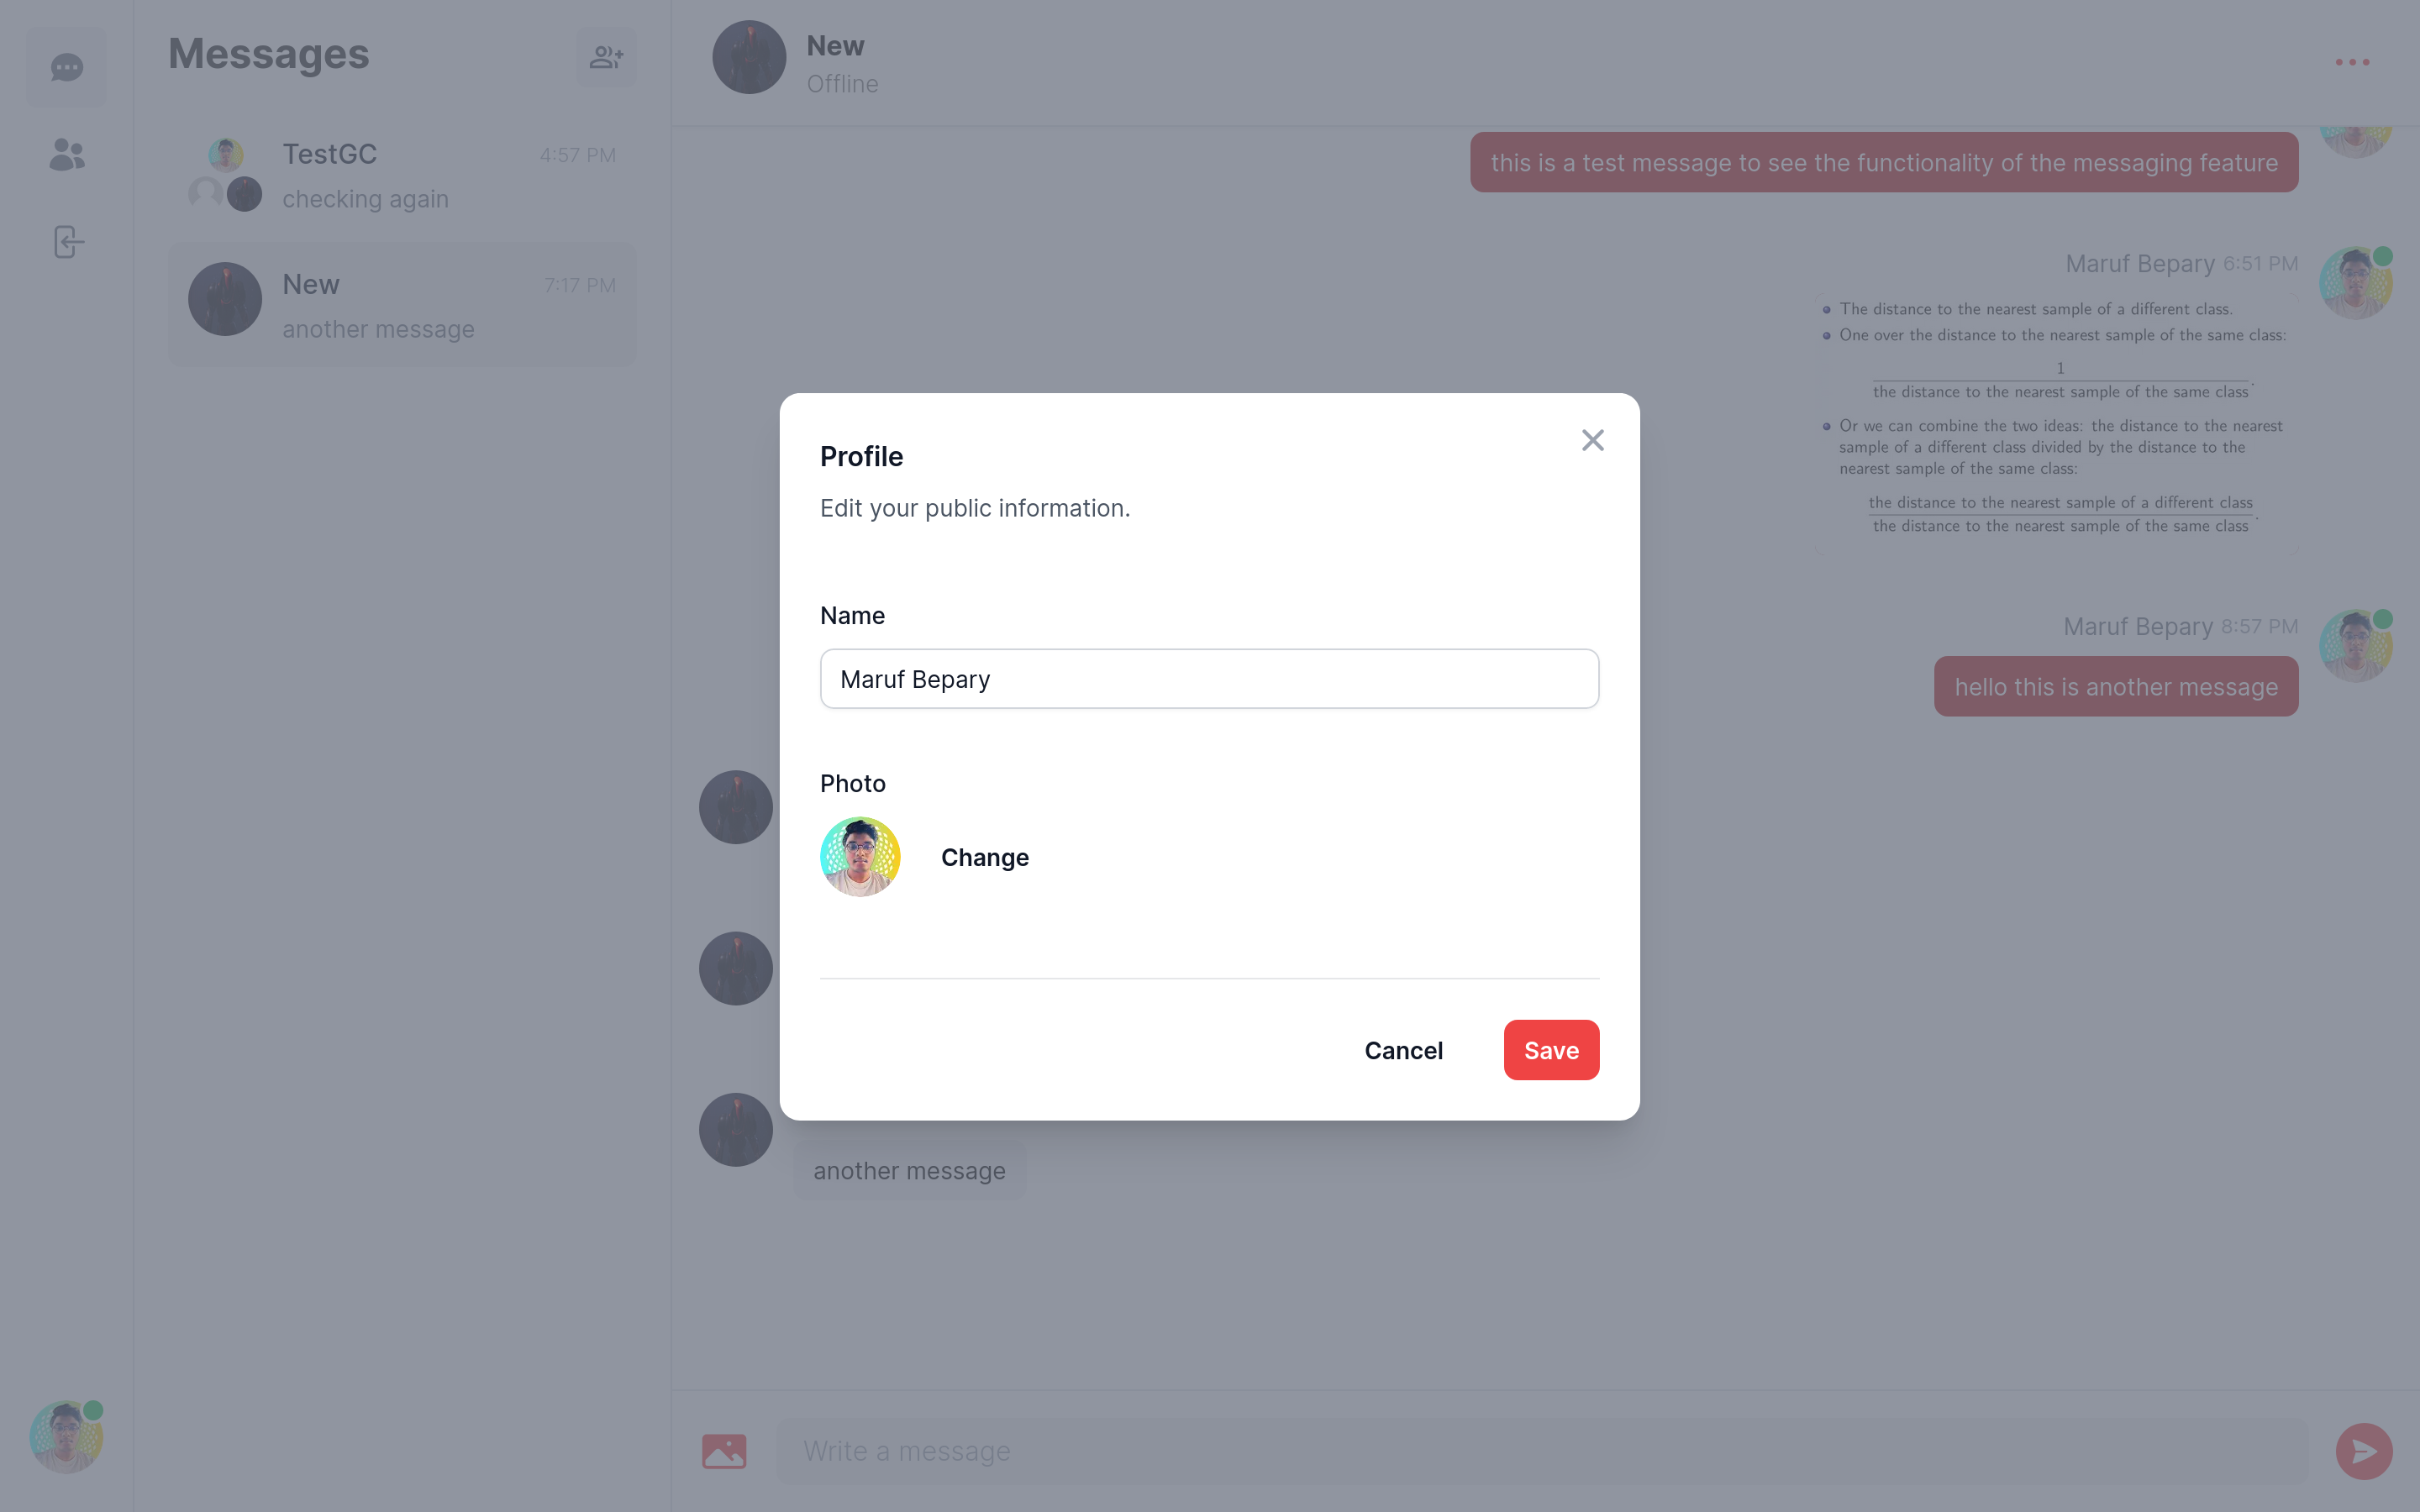 Messages
TestGC 4:57 PM
checking again
New 7:17 PM
another message
New
Offline
this is a test message to see the functionality of the messaging feature
Maruf Bepary 6:51 PM
The distance to the nearest sample of a different class.
One over the distance to the nearest sample of the same class:
1
the distance to the nearest sample of the same class.
Or we can combine the two ideas: the distance to the nearest
sample of a different class divided by the distance to the
nearest sample of the same class:
the distance to the nearest sample of a different class
the distance to the nearest sample of the same class.
Maruf Bepary 8:57 PM
hello this is another message
another message
Write a message
Profile
Edit your public information.
Name
Maruf Bepary
Photo
Change
Cancel
Save